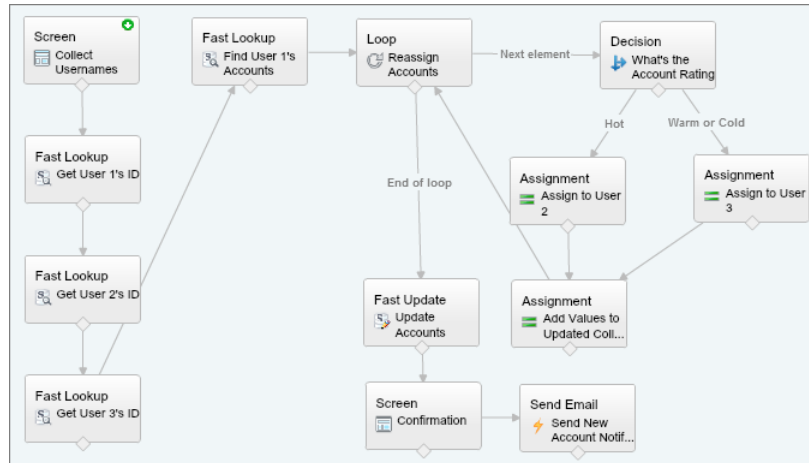 Screen
Collect
Usernames
Fast Lookup
Get User 1's ID
Fast Lookup
Get User 2's ID
Fast Lookup
Get User 3's ID
Fast Lookup
Find User 1's
Accounts
Loop
Reassign
Accounts
Next element
Decision
What's the
Account Rating
Hot
Warm or Cold
Assignment
Assign to User
2
Assignment
Assign to User
3
Assignment
Add Values to
Updated Coll...
End of loop
Fast Update
Update
Accounts
Screen
Confirmation
Send Email
Send New
Account Notif...